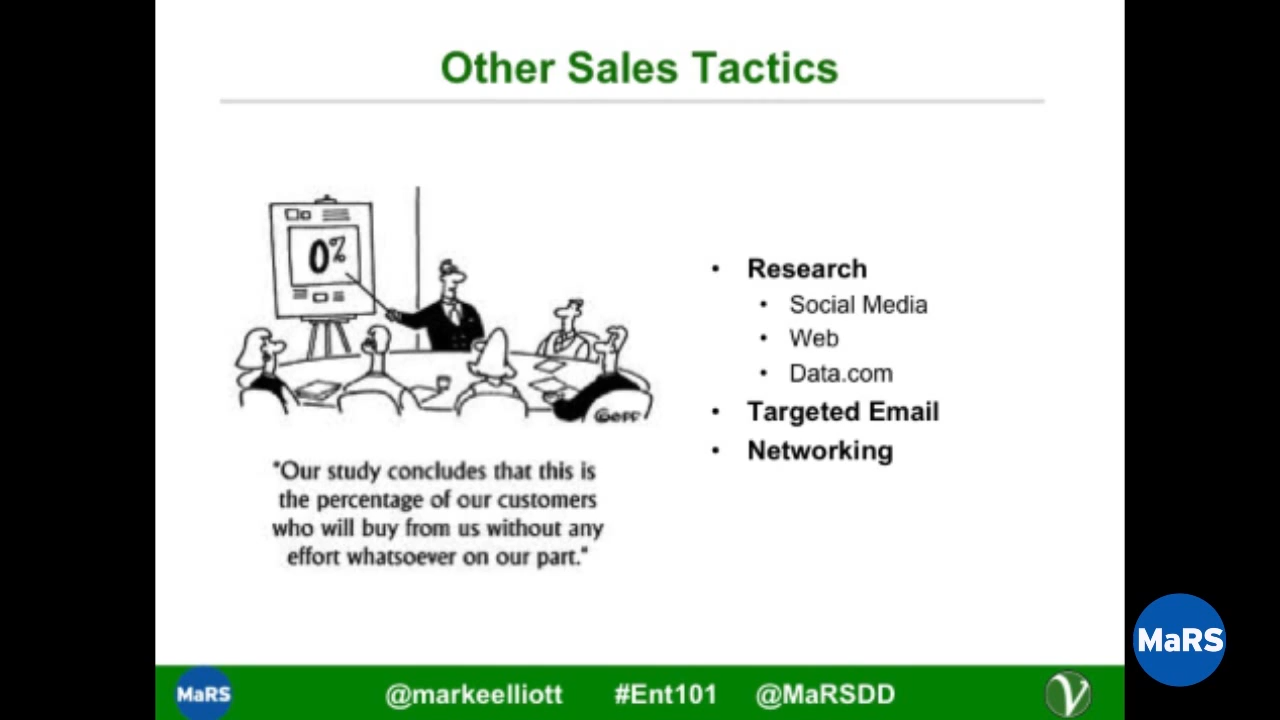 Other Sales Tactics
0%
"Our study concludes that this is
the percentage of our customers
who will buy from us without any
effort whatsoever on our part."
• Research
• Social Media
• Web
• Data.com
• Targeted Email
• Networking
MaRS
MaRS @markeelliott #Ent101 @MaRSDD V